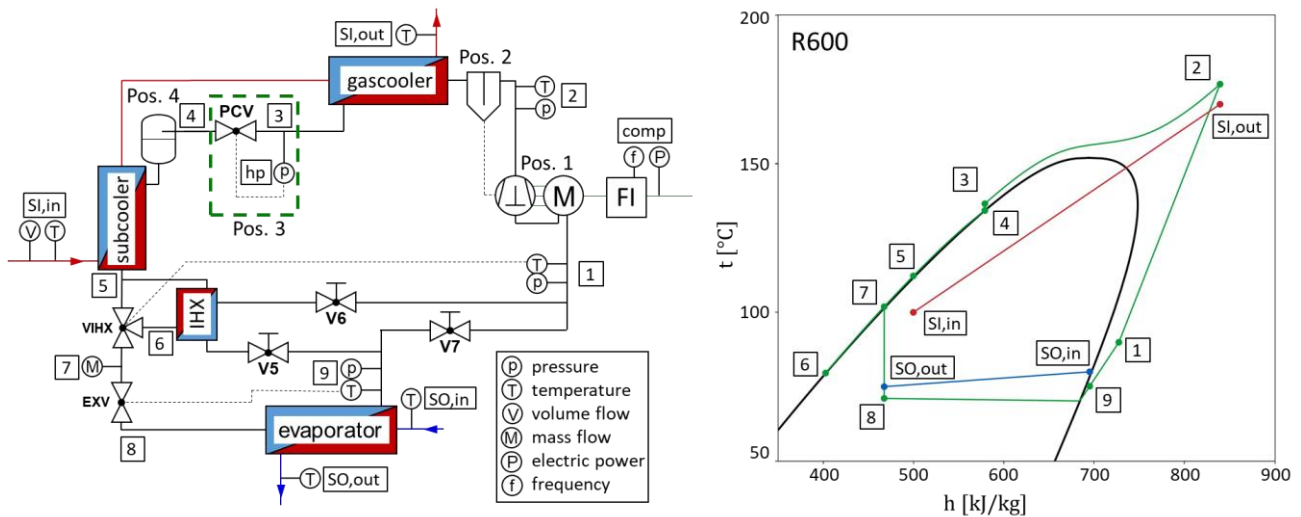 SI,out
T
Pos. 2
gascooler
Pos. 4
4
PCV
3
T
p
2
hp
p
Pos. 3
Pos. 1
comp
f
P
M
FI
SI,in
V
T
subcooler
5
T
p
1
VIHX
6
IHX
V6
V7
V5
7
M
9
p
T
EXV
8
evaporator
T
SO,in
T
SO,out
p pressure
T temperature
V volume flow
M mass flow
P electric power
f frequency
R600
t [°C]
200
150
100
50
400
500
600
700
800
900
h [kJ/kg]
2
SI,out
3
4
5
7
SI,in
6
SO,out
SO,in
1
8
9